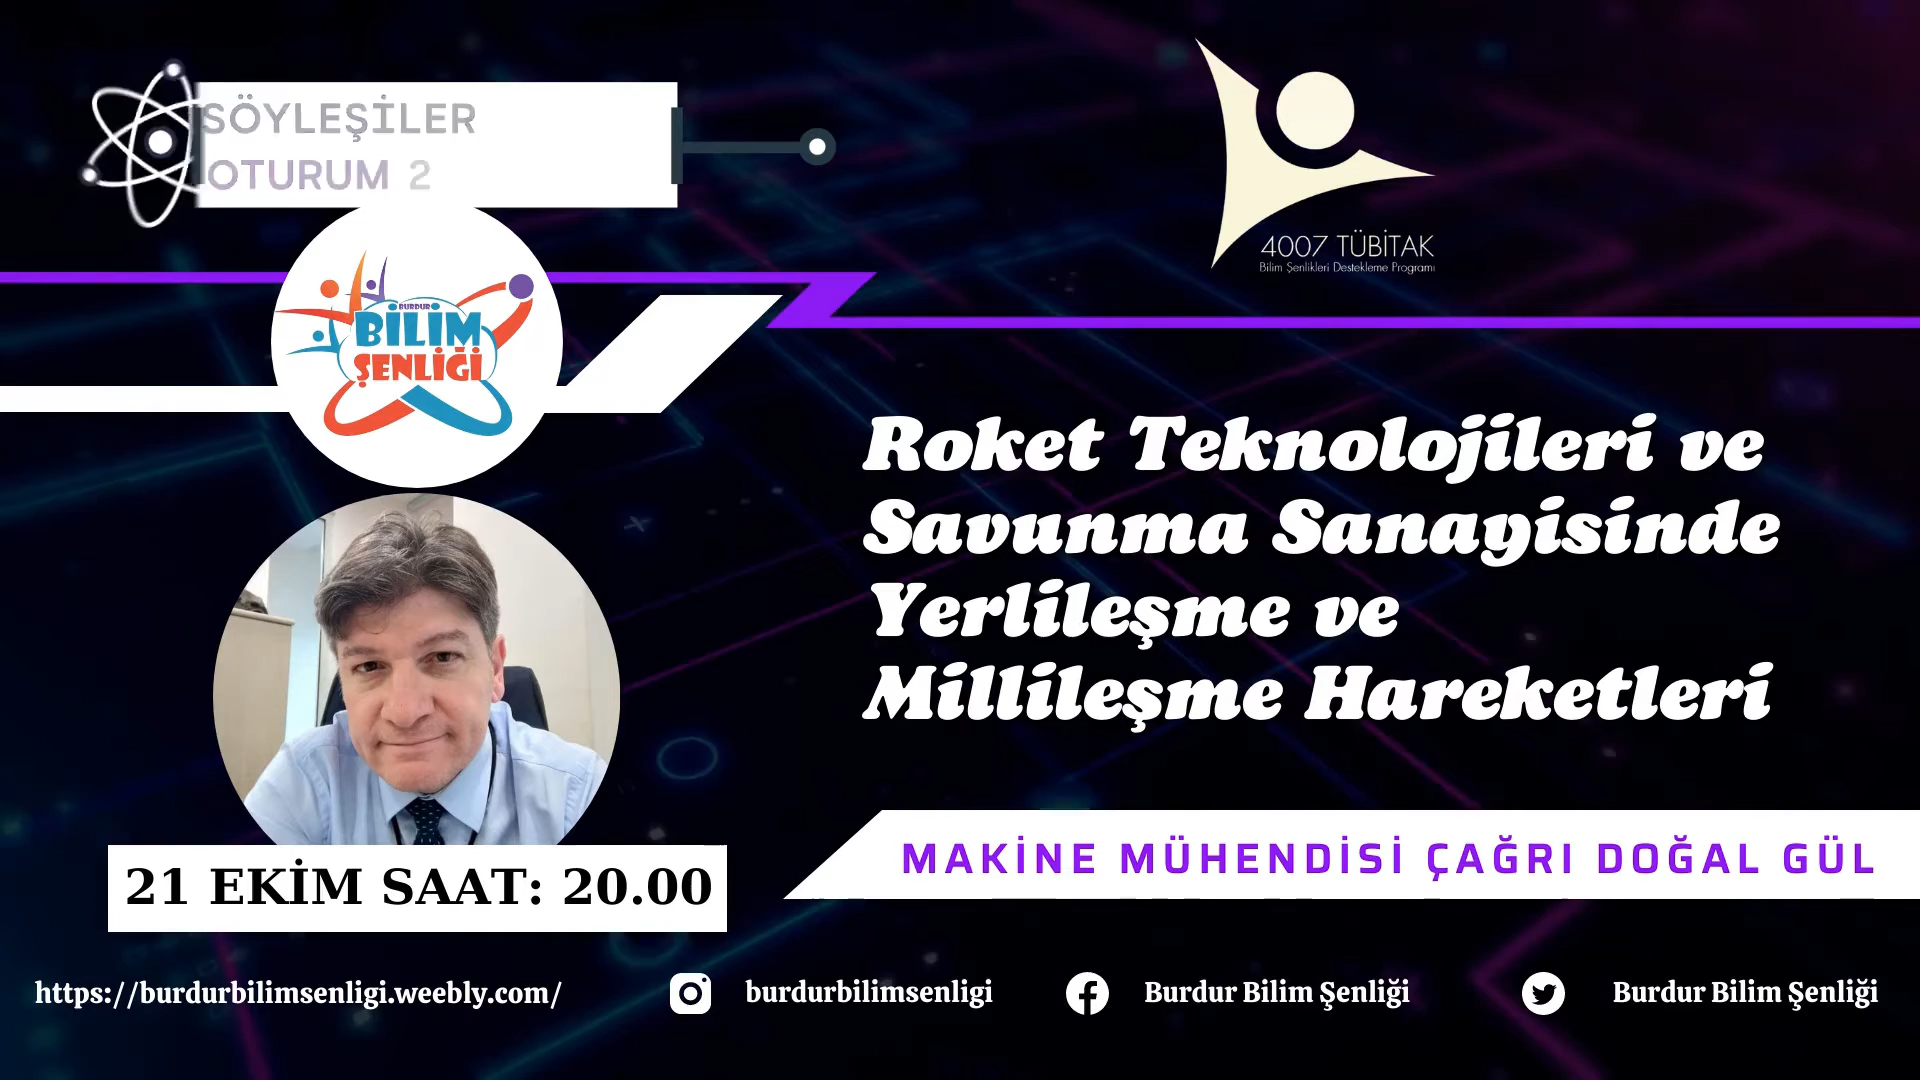 SÖYLEŞİLER
OTURUM 2
4007 TÜBİTAK
Bilim Şenlikleri Destekleme Programı
BURDUR
BİLİM
ŞENLİĞİ
Roket Teknolojileri ve
Savunma Sanayisinde
Yerlileşme ve
Millileşme Hareketleri
MAKİNE MÜHENDİSİ ÇAĞRI DOĞAL GÜL
21 EKİM SAAT: 20.00
https://burdurbilimsenligi.weebly.com/
burdurbilimsenligi
Burdur Bilim Şenliği
Burdur Bilim Şenliği